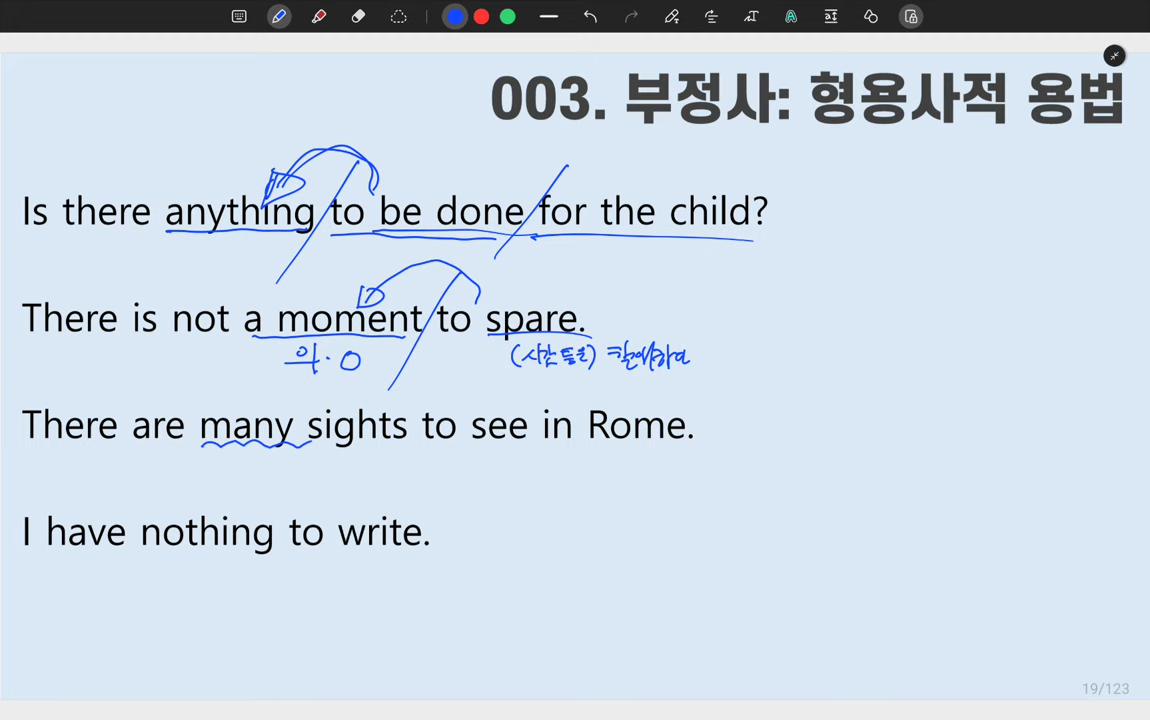 003. 부정사: 형용사적 용법
Is there anything to be done for the child?
There is not a moment to spare.
(시간 등을) 할애하다
There are many sights to see in Rome.
I have nothing to write.
19/123